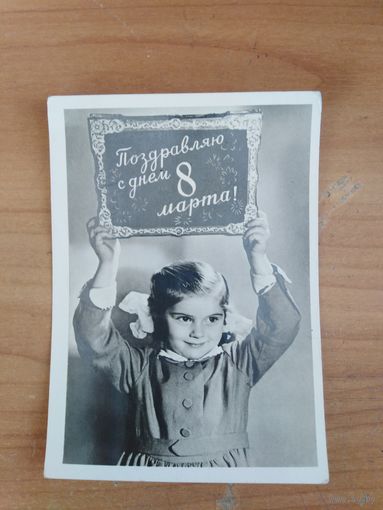 Поздравляю
с днем 8
марта!